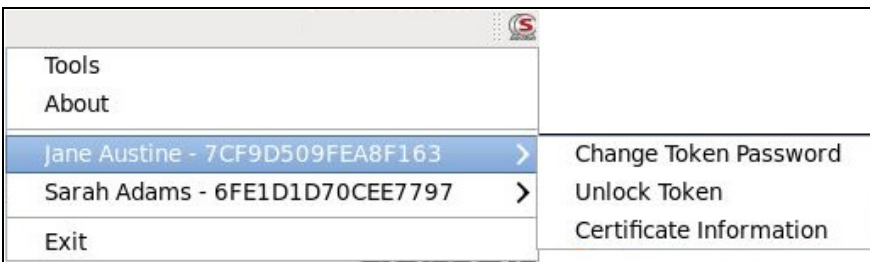 Tools
About
Jane Austine - 7CF9D509FEA8F163
Change Token Password
Sarah Adams - 6FE1D1D70CEE7797
Unlock Token
Certificate Information
Exit